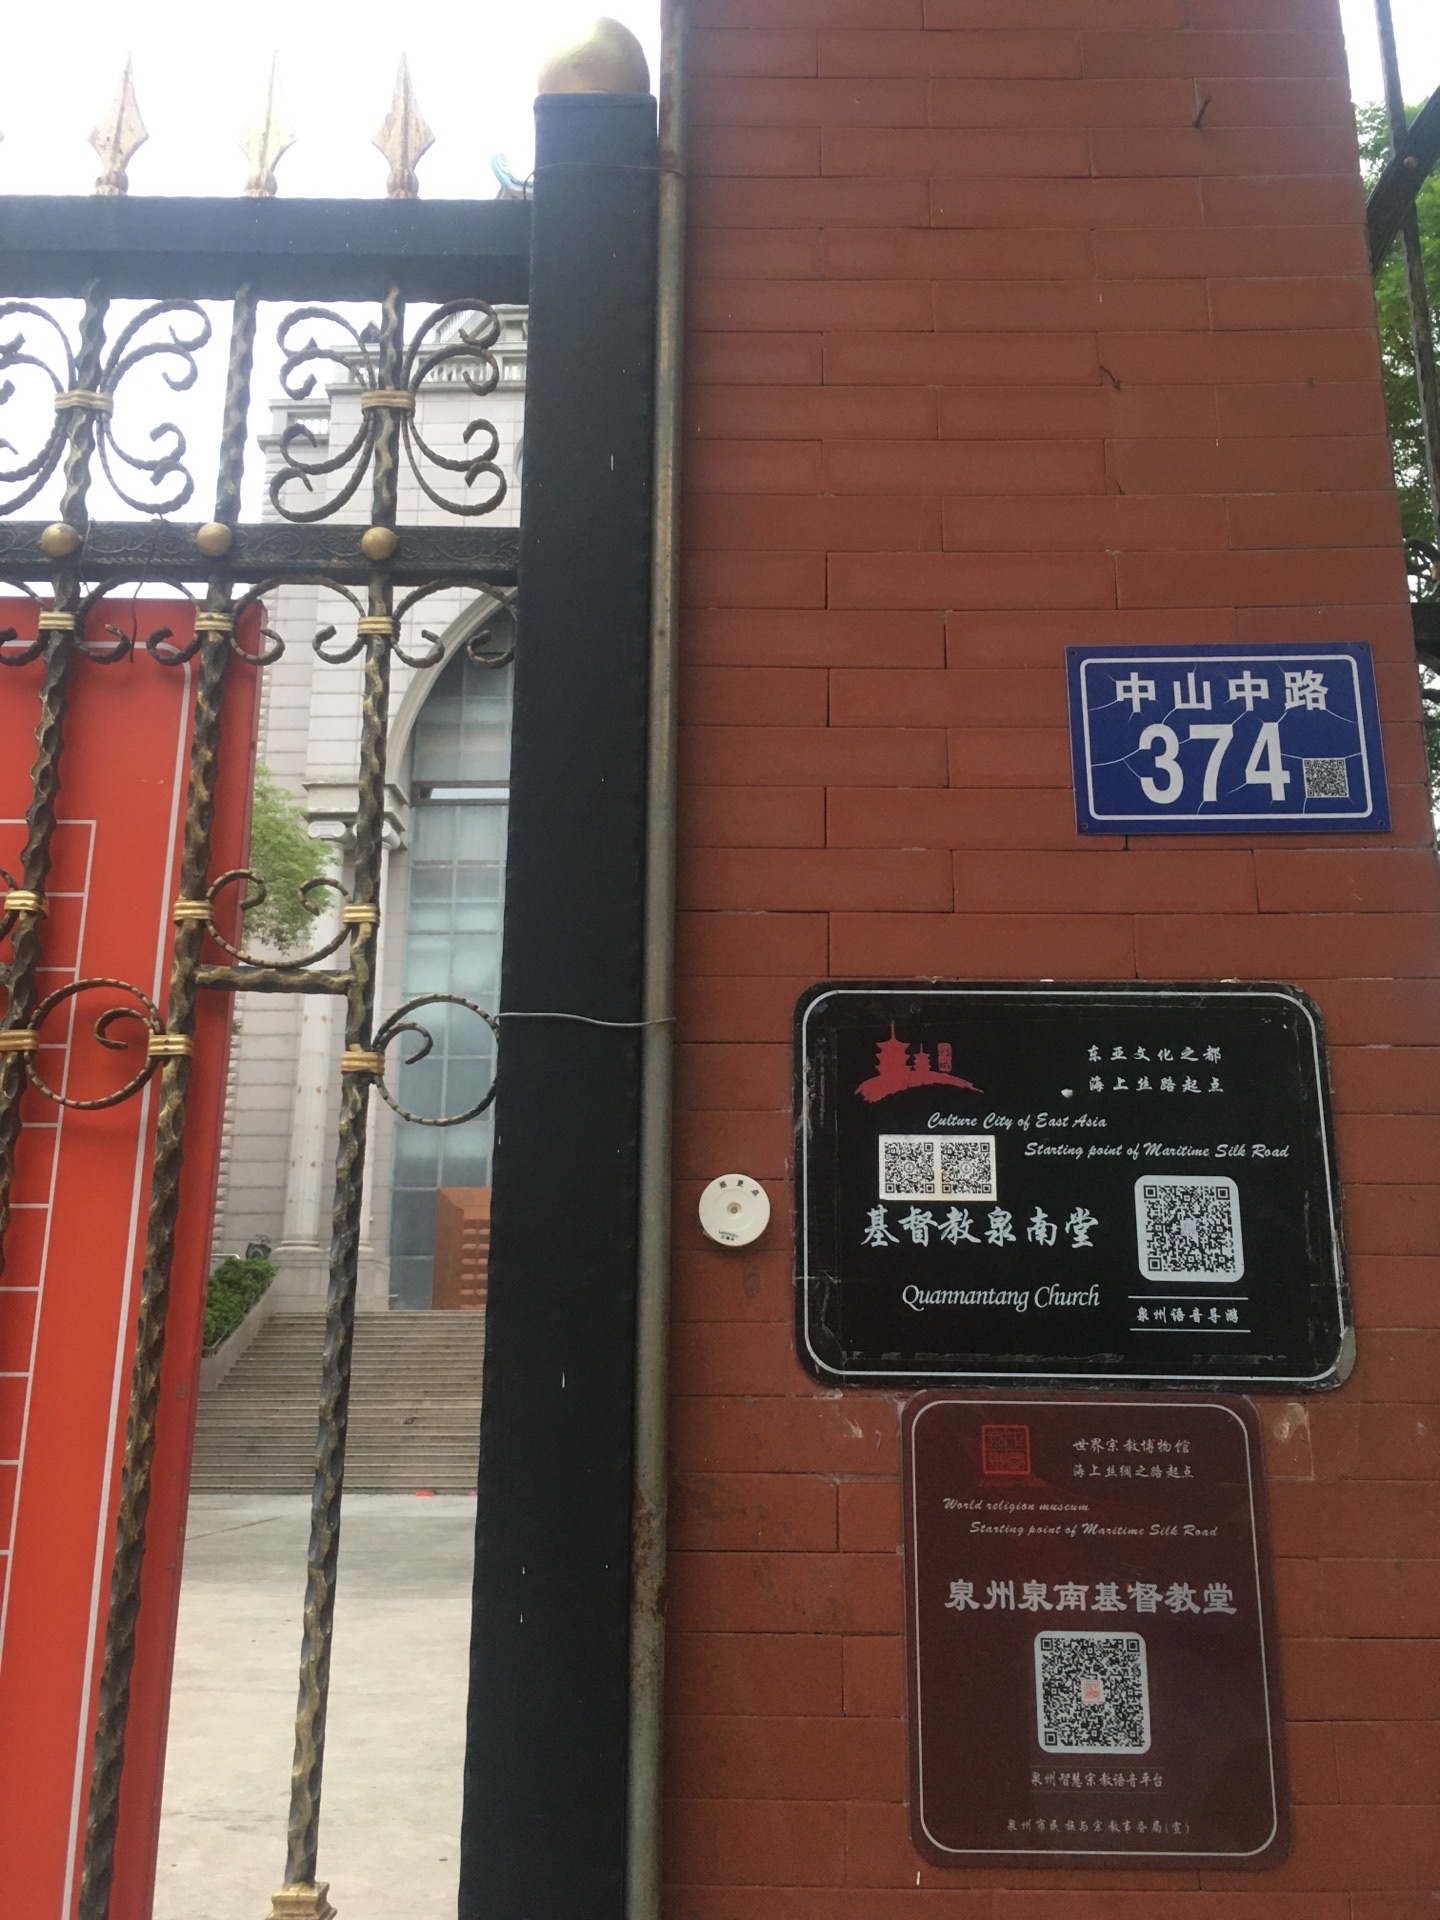 中山中路
374
东亚文化之都
海上丝路起点
Culture City of East Asia
Starting point of Maritime Silk Road
基督教泉南堂
Quannantang Church
泉州语音导游
世界宗教博物馆
海上丝绸之路起点
World religion museum
Starting point of Maritime Silk Road
泉州泉南基督教堂
泉州智慧宗教语音平台
泉州市民族与宗教事务局(宣)